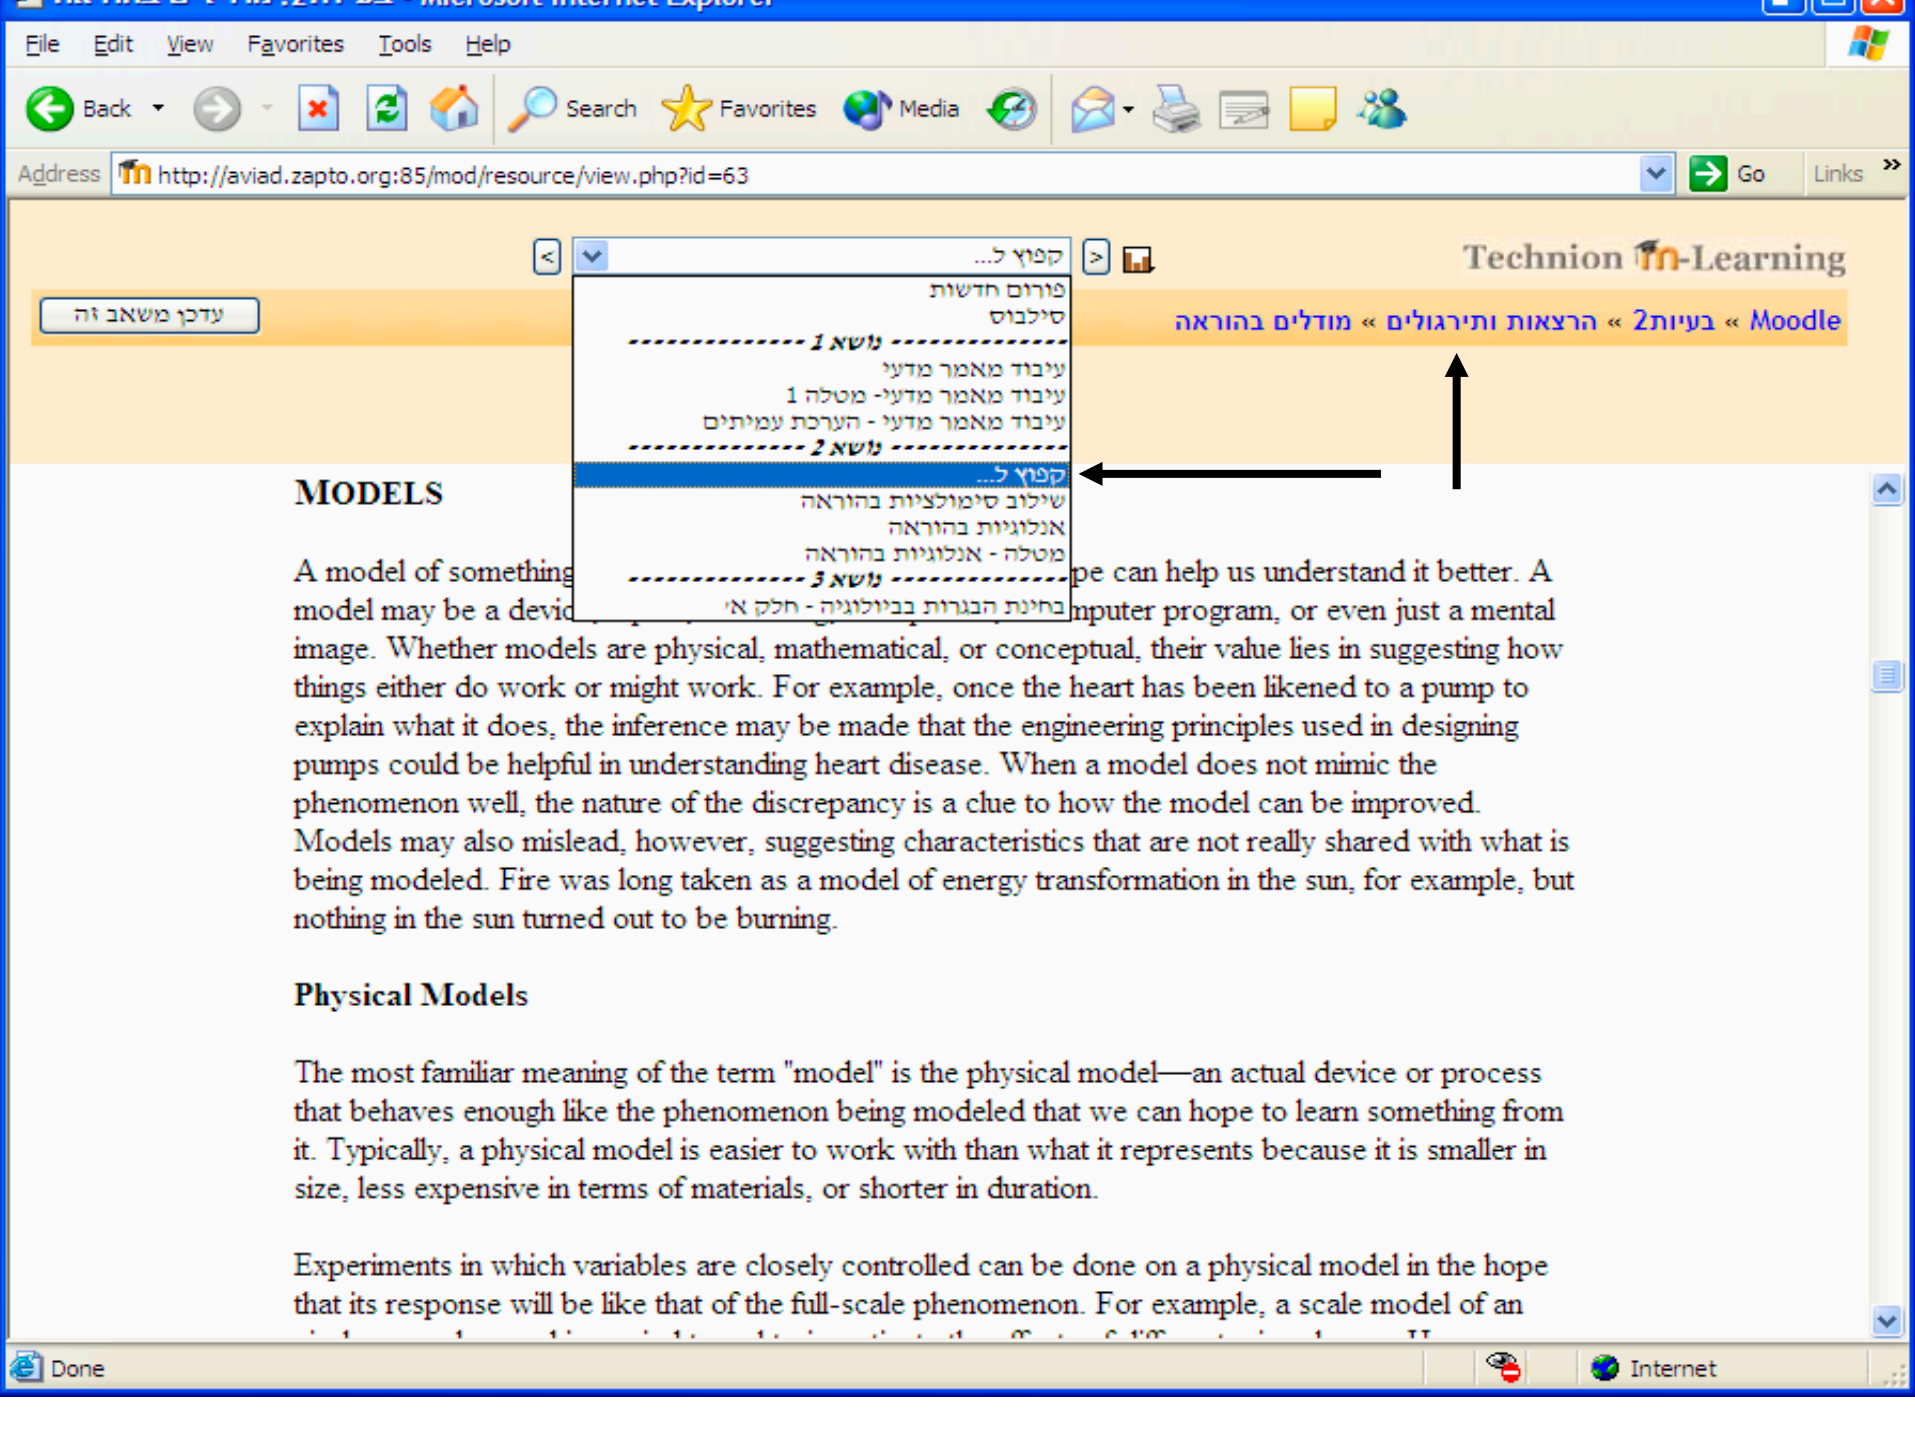 - Microsoft Internet Explorer
File Edit View Favorites Tools Help
Back Search Favorites Media
Address http://aviad.zapto.org:85/mod/resource/view.php?id=63 Go Links »
Technion m-Learning
< קפוץ ל... >
Moodle » בעיות2 » הרצאות ותירגולים » מודלים בהוראה
עדכן משאב זה
פורום חדשות
סילבוס
-------------- נושא 1 --------------
עיבוד מאמר מדעי
עיבוד מאמר מדעי- מטלה 1
עיבוד מאמר מדעי - הערכת עמיתים
-------------- נושא 2 --------------
קפוץ ל...
שילוב סימולציות בהוראה
אנלוגיות בהוראה
מטלה - אנלוגיות בהוראה
-------------- נושא 3 --------------
בחינת הבגרות בביולוגיה - חלק א'
MODELS
A model of something pe can help us understand it better. A
model may be a devic mputer program, or even just a mental
image. Whether models are physical, mathematical, or conceptual, their value lies in suggesting how
things either do work or might work. For example, once the heart has been likened to a pump to
explain what it does, the inference may be made that the engineering principles used in designing
pumps could be helpful in understanding heart disease. When a model does not mimic the
phenomenon well, the nature of the discrepancy is a clue to how the model can be improved.
Models may also mislead, however, suggesting characteristics that are not really shared with what is
being modeled. Fire was long taken as a model of energy transformation in the sun, for example, but
nothing in the sun turned out to be burning.
Physical Models
The most familiar meaning of the term "model" is the physical model—an actual device or process
that behaves enough like the phenomenon being modeled that we can hope to learn something from
it. Typically, a physical model is easier to work with than what it represents because it is smaller in
size, less expensive in terms of materials, or shorter in duration.
Experiments in which variables are closely controlled can be done on a physical model in the hope
that its response will be like that of the full-scale phenomenon. For example, a scale model of an
Done Internet